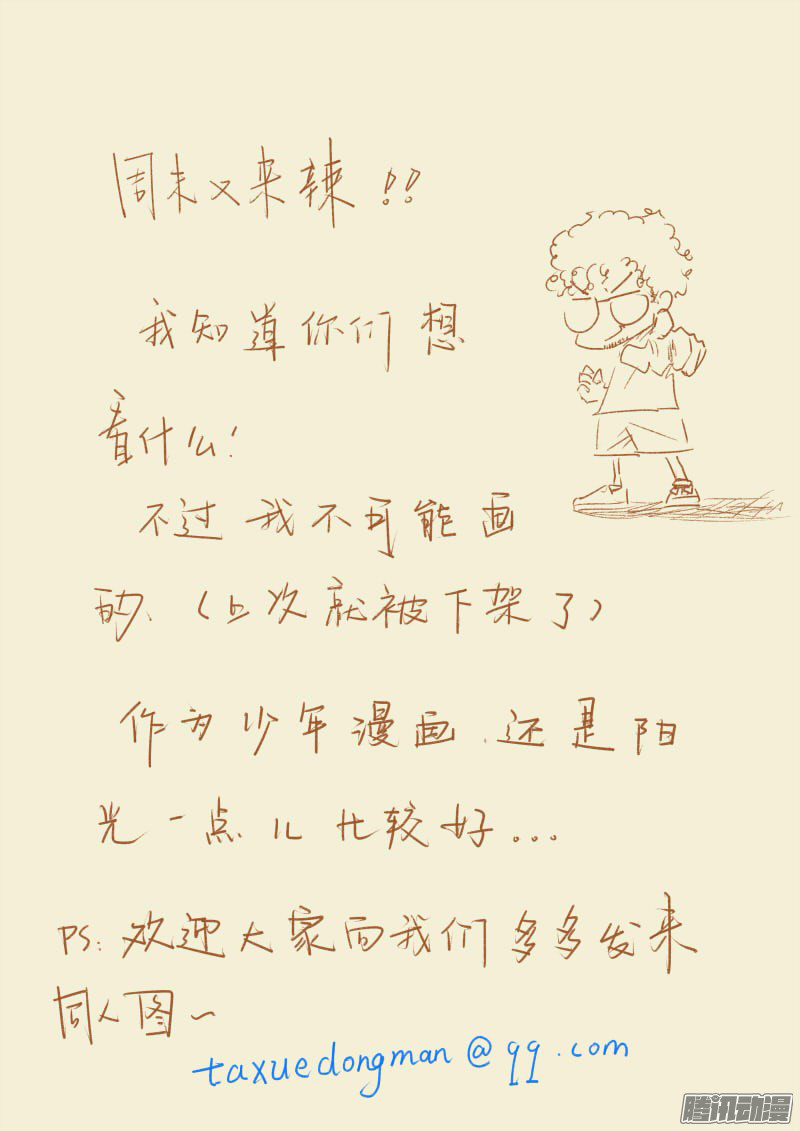 周末又来辣!!
我知道你们想
看什么!
不过我不可能画
的、(上次就被下架了)
作为少年漫画、还是阳
光一点儿比较好...
PS:欢迎大家向我们多多发来
同人图~
taxuedongman@qq.com
腾讯动漫